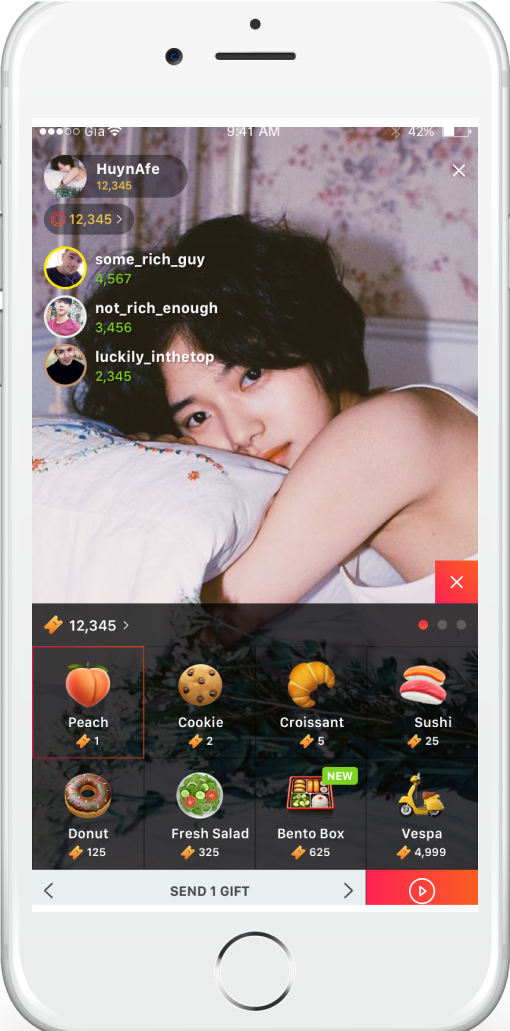 Gia 9:41 AM 42%
HuynAfe
12,345
12,345
some_rich_guy
4,567
not_rich_enough
3,456
luckily_inthetop
2,345
12,345
Peach Cookie Croissant Sushi
1 2 5 25
NEW
Donut Fresh Salad Bento Box Vespa
125 325 625 4,999
SEND 1 GIFT